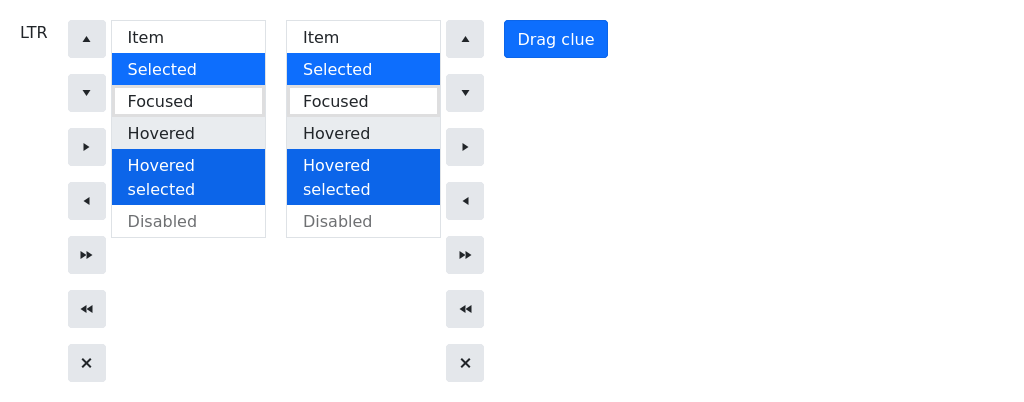 LTR
Item
Selected
Focused
Hovered
Hovered
selected
Disabled
Item
Selected
Focused
Hovered
Hovered
selected
Disabled
Drag clue